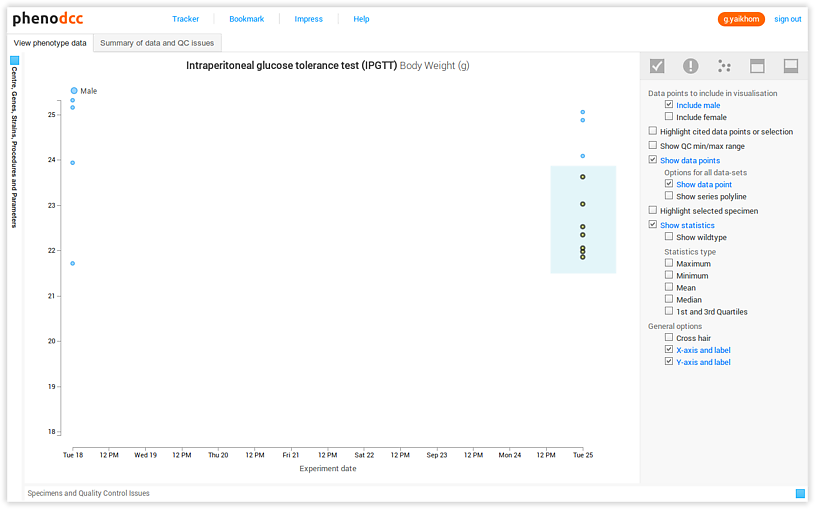 phenodcc
Tracker Bookmark Impress Help
g.yaikhom sign out
View phenotype data Summary of data and QC issues
Centre, Genes, Strains, Procedures and Parameters
Intraperitoneal glucose tolerance test (IPGTT) Body Weight (g)
Male
25
24
23
22
21
20
19
18
Tue 18 12 PM Wed 19 12 PM Thu 20 12 PM Fri 21 12 PM Sat 22 12 PM Sep 23 12 PM Mon 24 12 PM Tue 25
Experiment date
Data points to include in visualisation
Include male
Include female
Highlight cited data points or selection
Show QC min/max range
Show data points
Options for all data-sets
Show data point
Show series polyline
Highlight selected specimen
Show statistics
Show wildtype
Statistics type
Maximum
Minimum
Mean
Median
1st and 3rd Quartiles
General options
Cross hair
X-axis and label
Y-axis and label
Specimens and Quality Control Issues